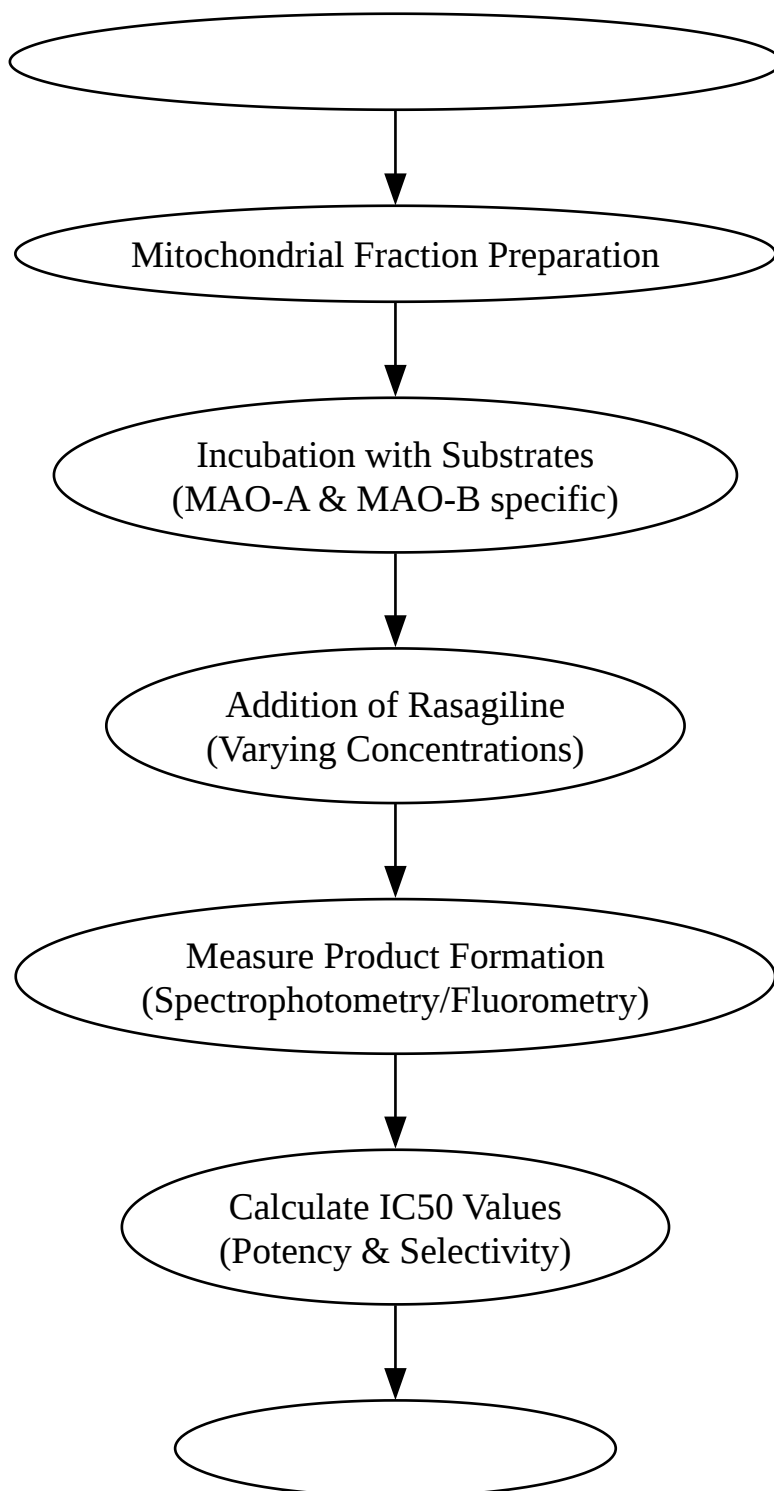 Mitochondrial Fraction Preparation
Incubation with Substrates
(MAO-A & MAO-B specific)
Addition of Rasagiline
(Varying Concentrations)
Measure Product Formation
(Spectrophotometry/Fluorometry)
Calculate IC50 Values
(Potency & Selectivity)